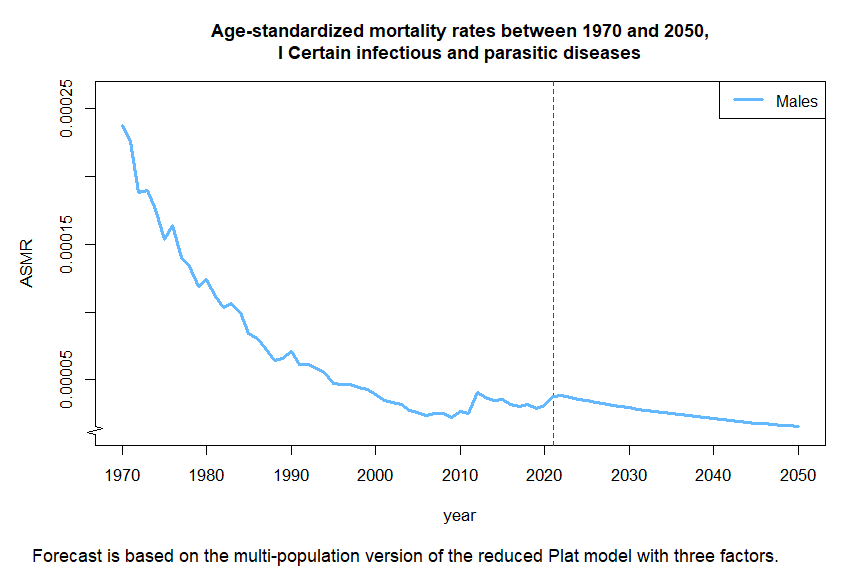 Age-standardized mortality rates between 1970 and 2050,
I Certain infectious and parasitic diseases
Males
0.00025
0.00015
0.00005
ASMR
1970 1980 1990 2000 2010 2020 2030 2040 2050
year
Forecast is based on the multi-population version of the reduced Plat model with three factors.